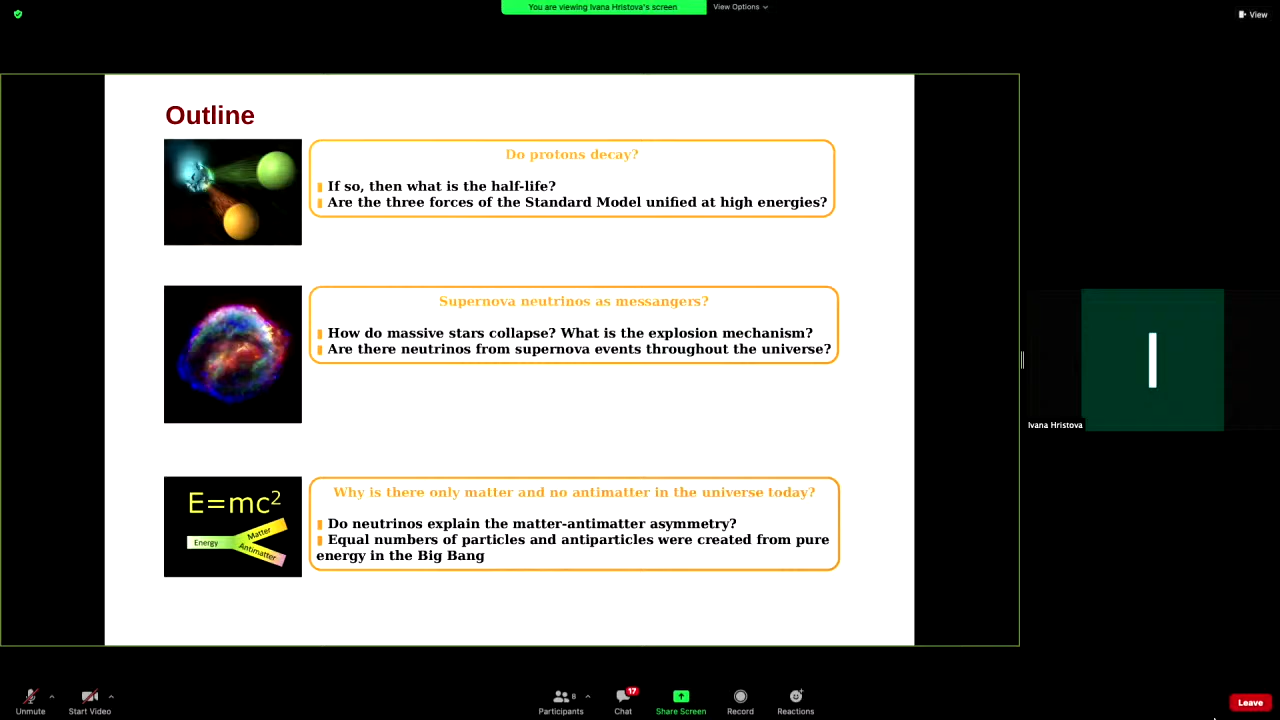 You are viewing Ivana Hristova's screen
View Options
View
Outline
Do protons decay?
If so, then what is the half-life?
Are the three forces of the Standard Model unified at high energies?
Supernova neutrinos as messangers?
How do massive stars collapse? What is the explosion mechanism?
Are there neutrinos from supernova events throughout the universe?
E=mc²
Energy
Matter
Antimatter
Why is there only matter and no antimatter in the universe today?
Do neutrinos explain the matter-antimatter asymmetry?
Equal numbers of particles and antiparticles were created from pure
energy in the Big Bang
I
Ivana Hristova
Unmute
Start Video
Participants
8
Chat
17
Share Screen
Record
Reactions
Leave